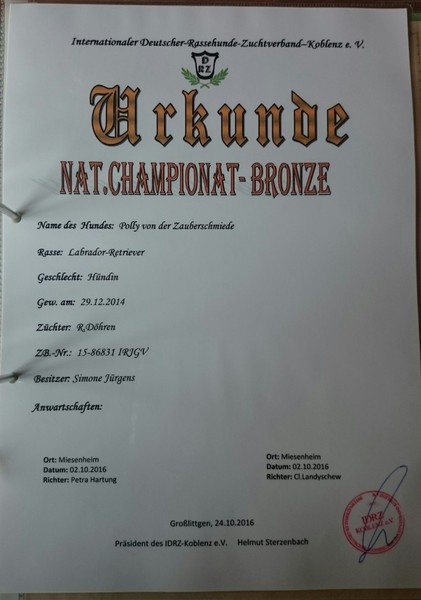 Internationaler Deutscher-Rassehunde-Zuchtverband–Koblenz e. V.
D
RZ
Urkunde
NAT.CHAMPIONAT- BRONZE
Name des Hundes: Polly von der Zauberschmiede
Rasse: Labrador-Retriever
Geschlecht: Hündin
Gew. am: 29.12.2014
Züchter: R.Döhren
ZB.-Nr.: 15-86831 IRJGV
Besitzer: Simone Jürgens
Anwartschaften:
Ort: Miesenheim
Datum: 02.10.2016
Richter: Petra Hartung
Ort: Miesenheim
Datum: 02.10.2016
Richter: Cl.Landyschew
Großlittgen, 24.10.2016
Präsident des IDRZ-Koblenz e.V. Helmut Sterzenbach
IDRZ
KOBLENZ e.V.